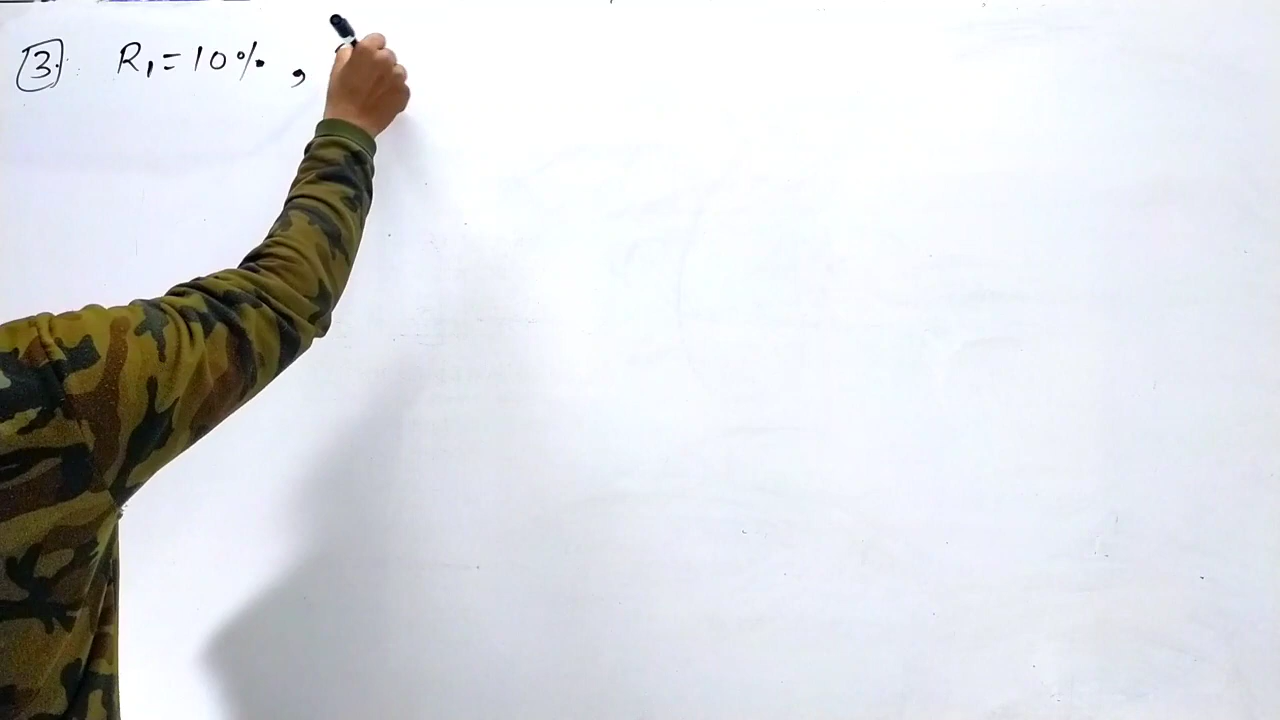 3. R₁ = 10% ,